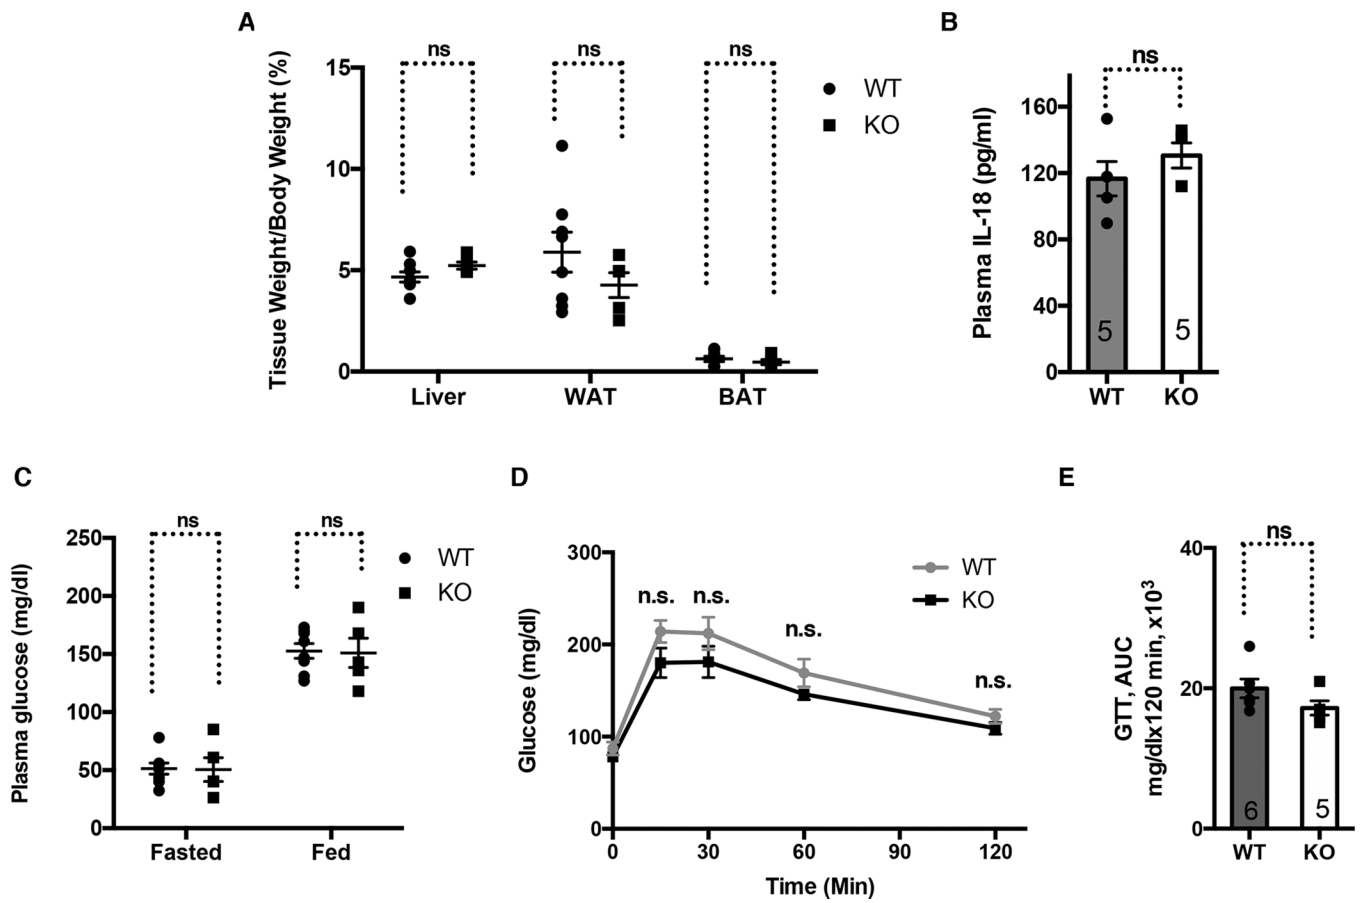 A
ns
ns
ns
Tissue Weight/Body Weight (%)
15
10
5
0
Liver
WAT
BAT
WT
KO
B
ns
Plasma IL-18 (pg/ml)
160
120
80
40
0
5
5
WT
KO
C
ns
ns
Plasma glucose (mg/dl)
250
200
150
100
50
0
Fasted
Fed
WT
KO
D
Glucose (mg/dl)
300
200
100
0
n.s.
n.s.
n.s.
n.s.
WT
KO
0
30
60
90
120
Time (Min)
E
ns
GTT, AUC
mg/dlx120 min, x10³
40
20
0
6
5
WT
KO